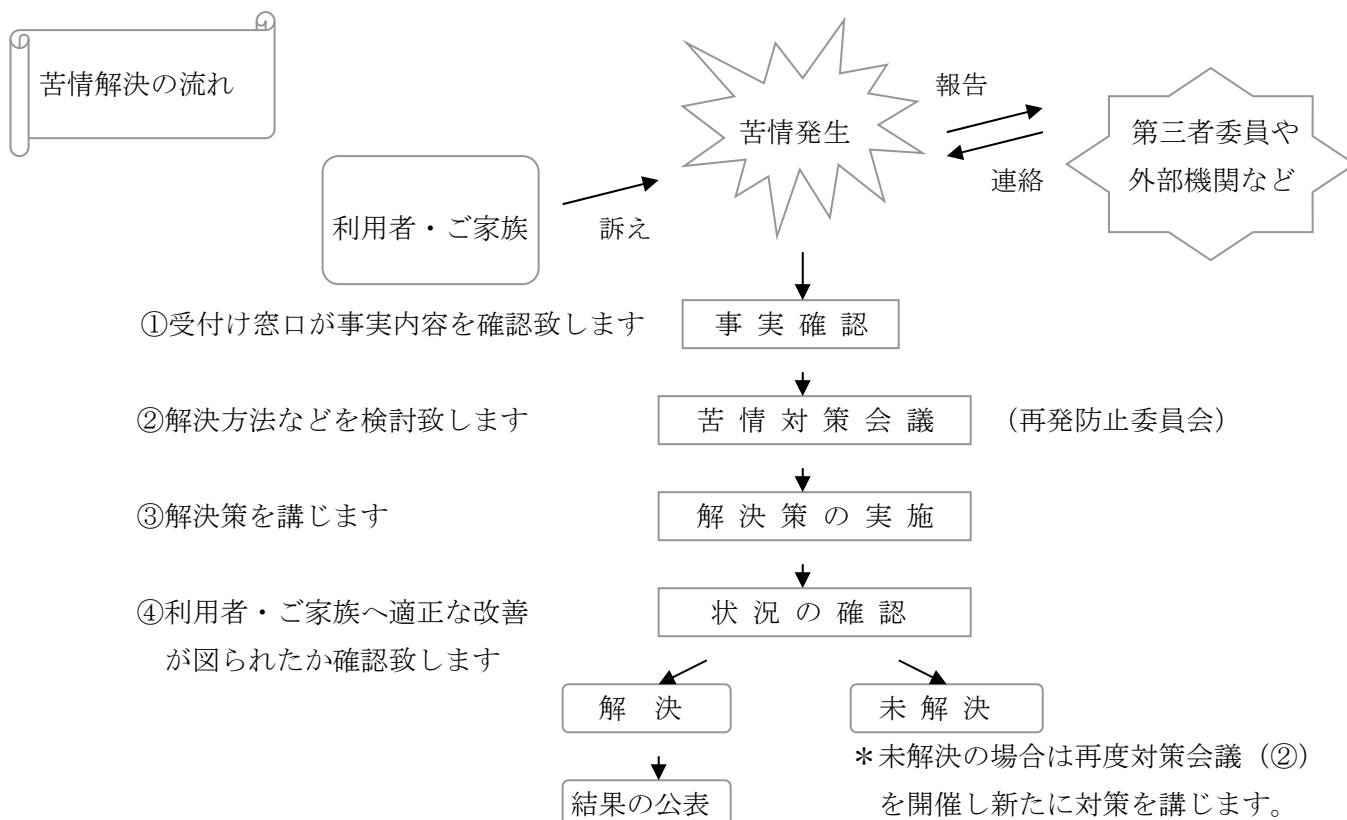 苦情解決の流れ
苦情発生
報告
連絡
第三者委員や
外部機関など
利用者・ご家族
訴え
①受付け窓口が事実内容を確認致します
事実確認
②解決方法などを検討致します
苦情対策会議
（再発防止委員会）
③解決策を講じます
解決策の実施
④利用者・ご家族へ適正な改善
が図られたか確認致します
状況の確認
解　決
未解決
＊未解決の場合は再度対策会議（②）
を開催し新たに対策を講じます。
結果の公表